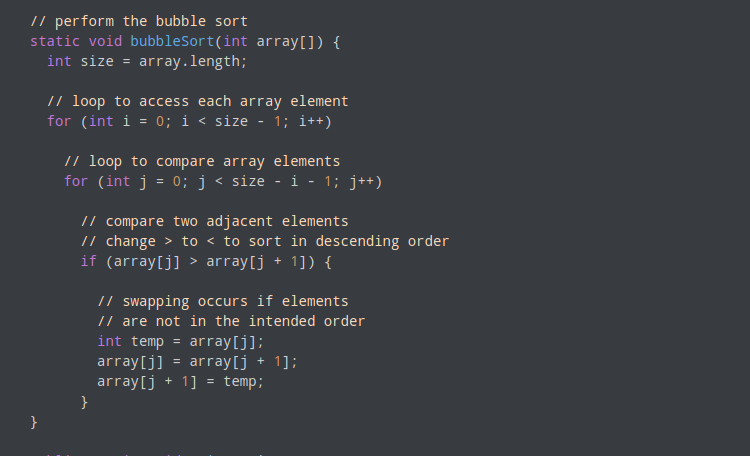 // perform the bubble sort
static void bubbleSort(int array[]) {
int size = array.length;
// loop to access each array element
for (int i = 0; i < size - 1; i++)
// loop to compare array elements
for (int j = 0; j < size - i - 1; j++)
// compare two adjacent elements
// change > to < to sort in descending order
if (array[j] > array[j + 1]) {
// swapping occurs if elements
// are not in the intended order
int temp = array[j];
array[j] = array[j + 1];
array[j + 1] = temp;
}
}